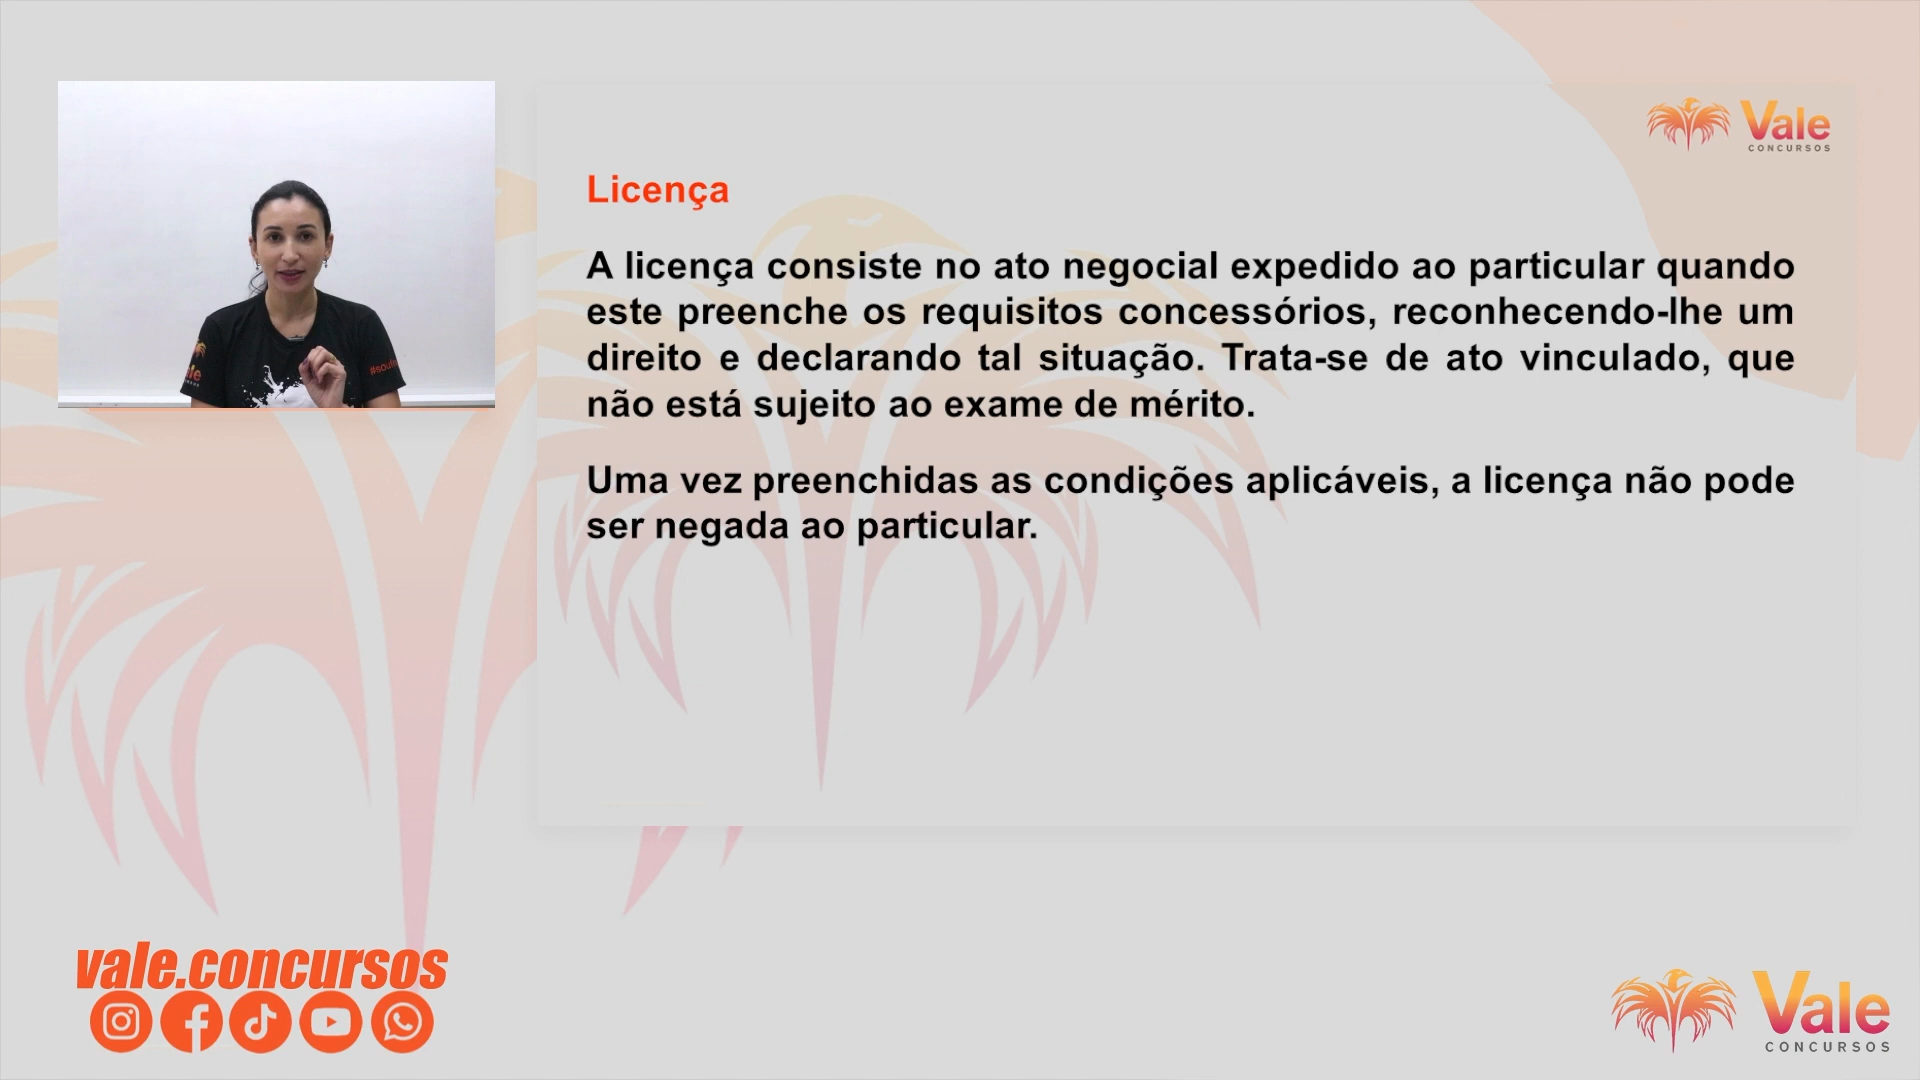 Vale
CONCURSOS
Licença
A licença consiste no ato negocial expedido ao particular quando
este preenche os requisitos concessórios, reconhecendo-lhe um
direito e declarando tal situação. Trata-se de ato vinculado, que
não está sujeito ao exame de mérito.
Uma vez preenchidas as condições aplicáveis, a licença não pode
ser negada ao particular.
vale.concursos
Vale
CONCURSOS